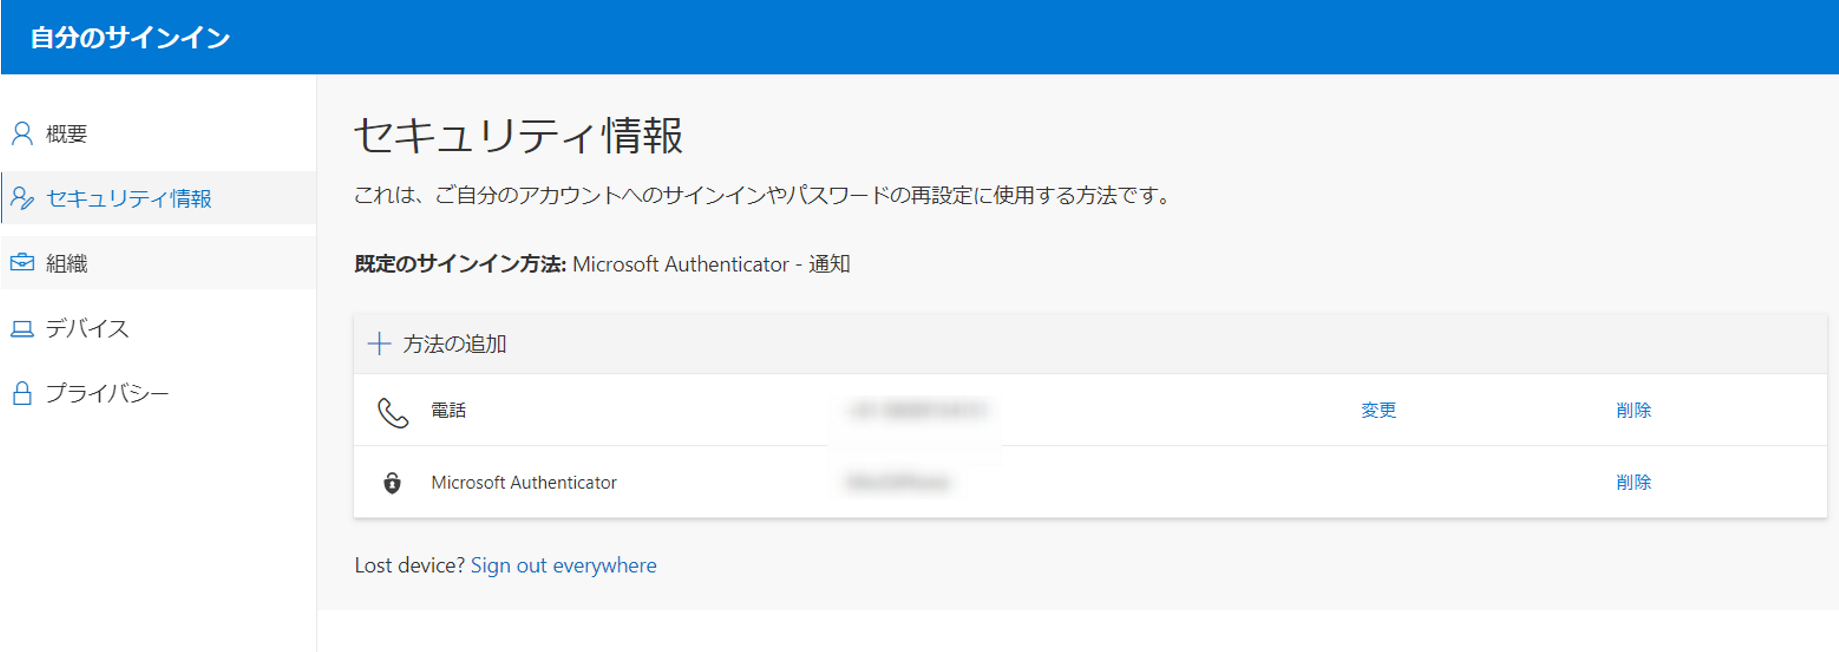 自分のサインイン
概要
セキュリティ情報
組織
デバイス
プライバシー
セキュリティ情報
これは、ご自分のアカウントへのサインインやパスワードの再設定に使用する方法です。
既定のサインイン方法: Microsoft Authenticator - 通知
方法の追加
電話 変更 削除
Microsoft Authenticator 削除
Lost device? Sign out everywhere